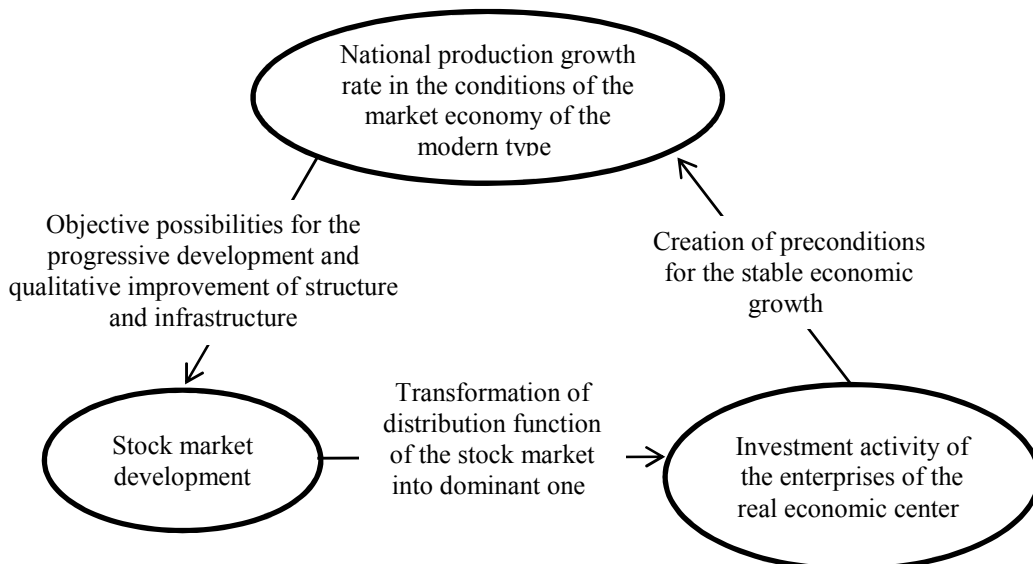 National production growth
rate in the conditions of the
market economy of the
modern type
Objective possibilities for the
progressive development and
qualitative improvement of structure
and infrastructure
Creation of preconditions
for the stable economic
growth
Stock market
development
Transformation of
distribution function
of the stock market
into dominant one
Investment activity of
the enterprises of the
real economic center